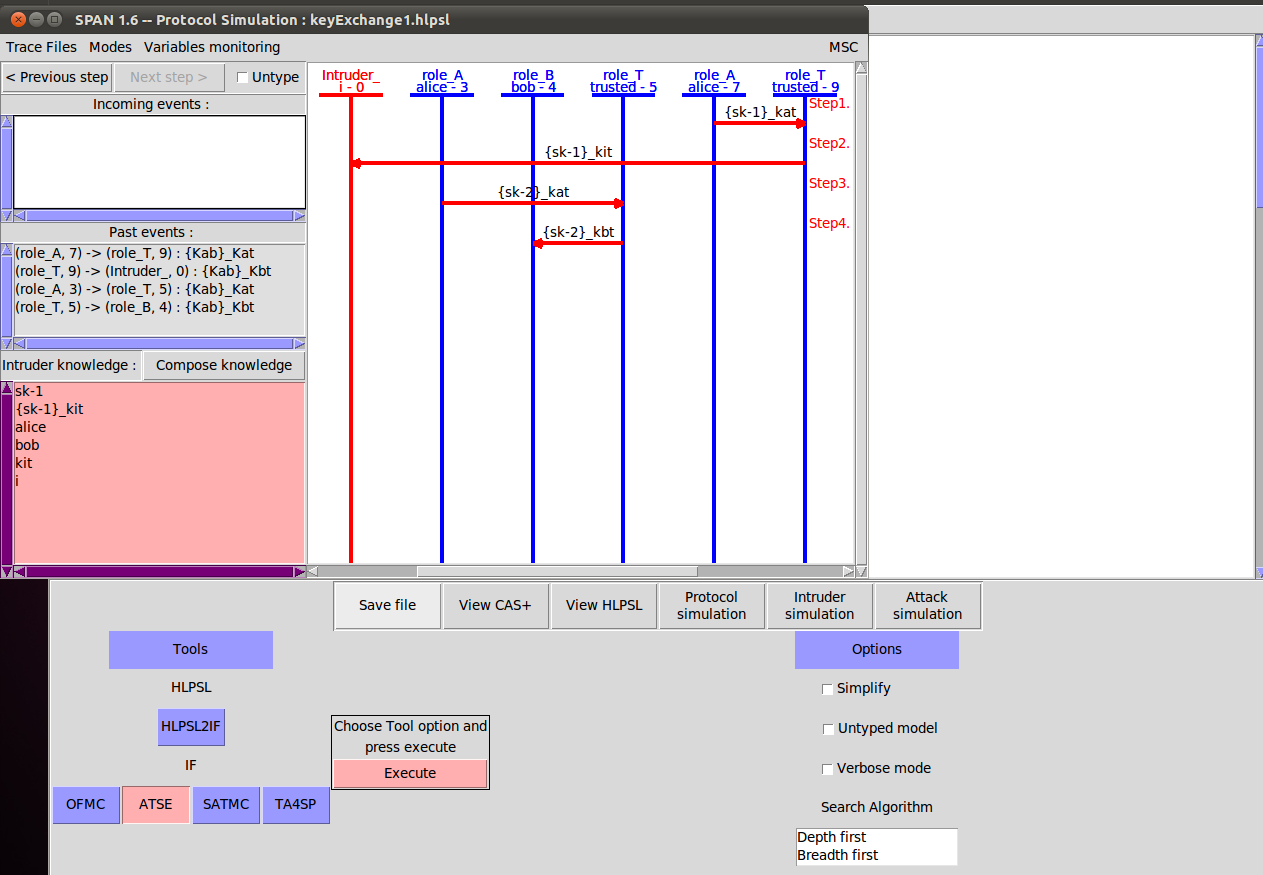 SPAN 1.6 -- Protocol Simulation : keyExchange1.hlpsl
Trace Files Modes Variables monitoring MSC
< Previous step Next step > Untype
Incoming events :
Past events :
(role_A, 7) -> (role_T, 9) : {Kab}_Kat
(role_T, 9) -> (Intruder_, 0) : {Kab}_Kbt
(role_A, 3) -> (role_T, 5) : {Kab}_Kat
(role_T, 5) -> (role_B, 4) : {Kab}_Kbt
Intruder knowledge : Compose knowledge
sk-1
{sk-1}_kit
alice
bob
kit
i
Intruder_ role_A role_B role_T role_A role_T
i - 0 alice - 3 bob - 4 trusted - 5 alice - 7 trusted - 9
Step1.
{sk-1}_kat
Step2.
{sk-1}_kit
Step3.
{sk-2}_kat
Step4.
{sk-2}_kbt
Save file View CAS+ View HLPSL Protocol simulation Intruder simulation Attack simulation
Tools
HLPSL
HLPSL2IF
IF
OFMC ATSE SATMC TA4SP
Choose Tool option and
press execute
Execute
Options
Simplify
Untyped model
Verbose mode
Search Algorithm
Depth first
Breadth first